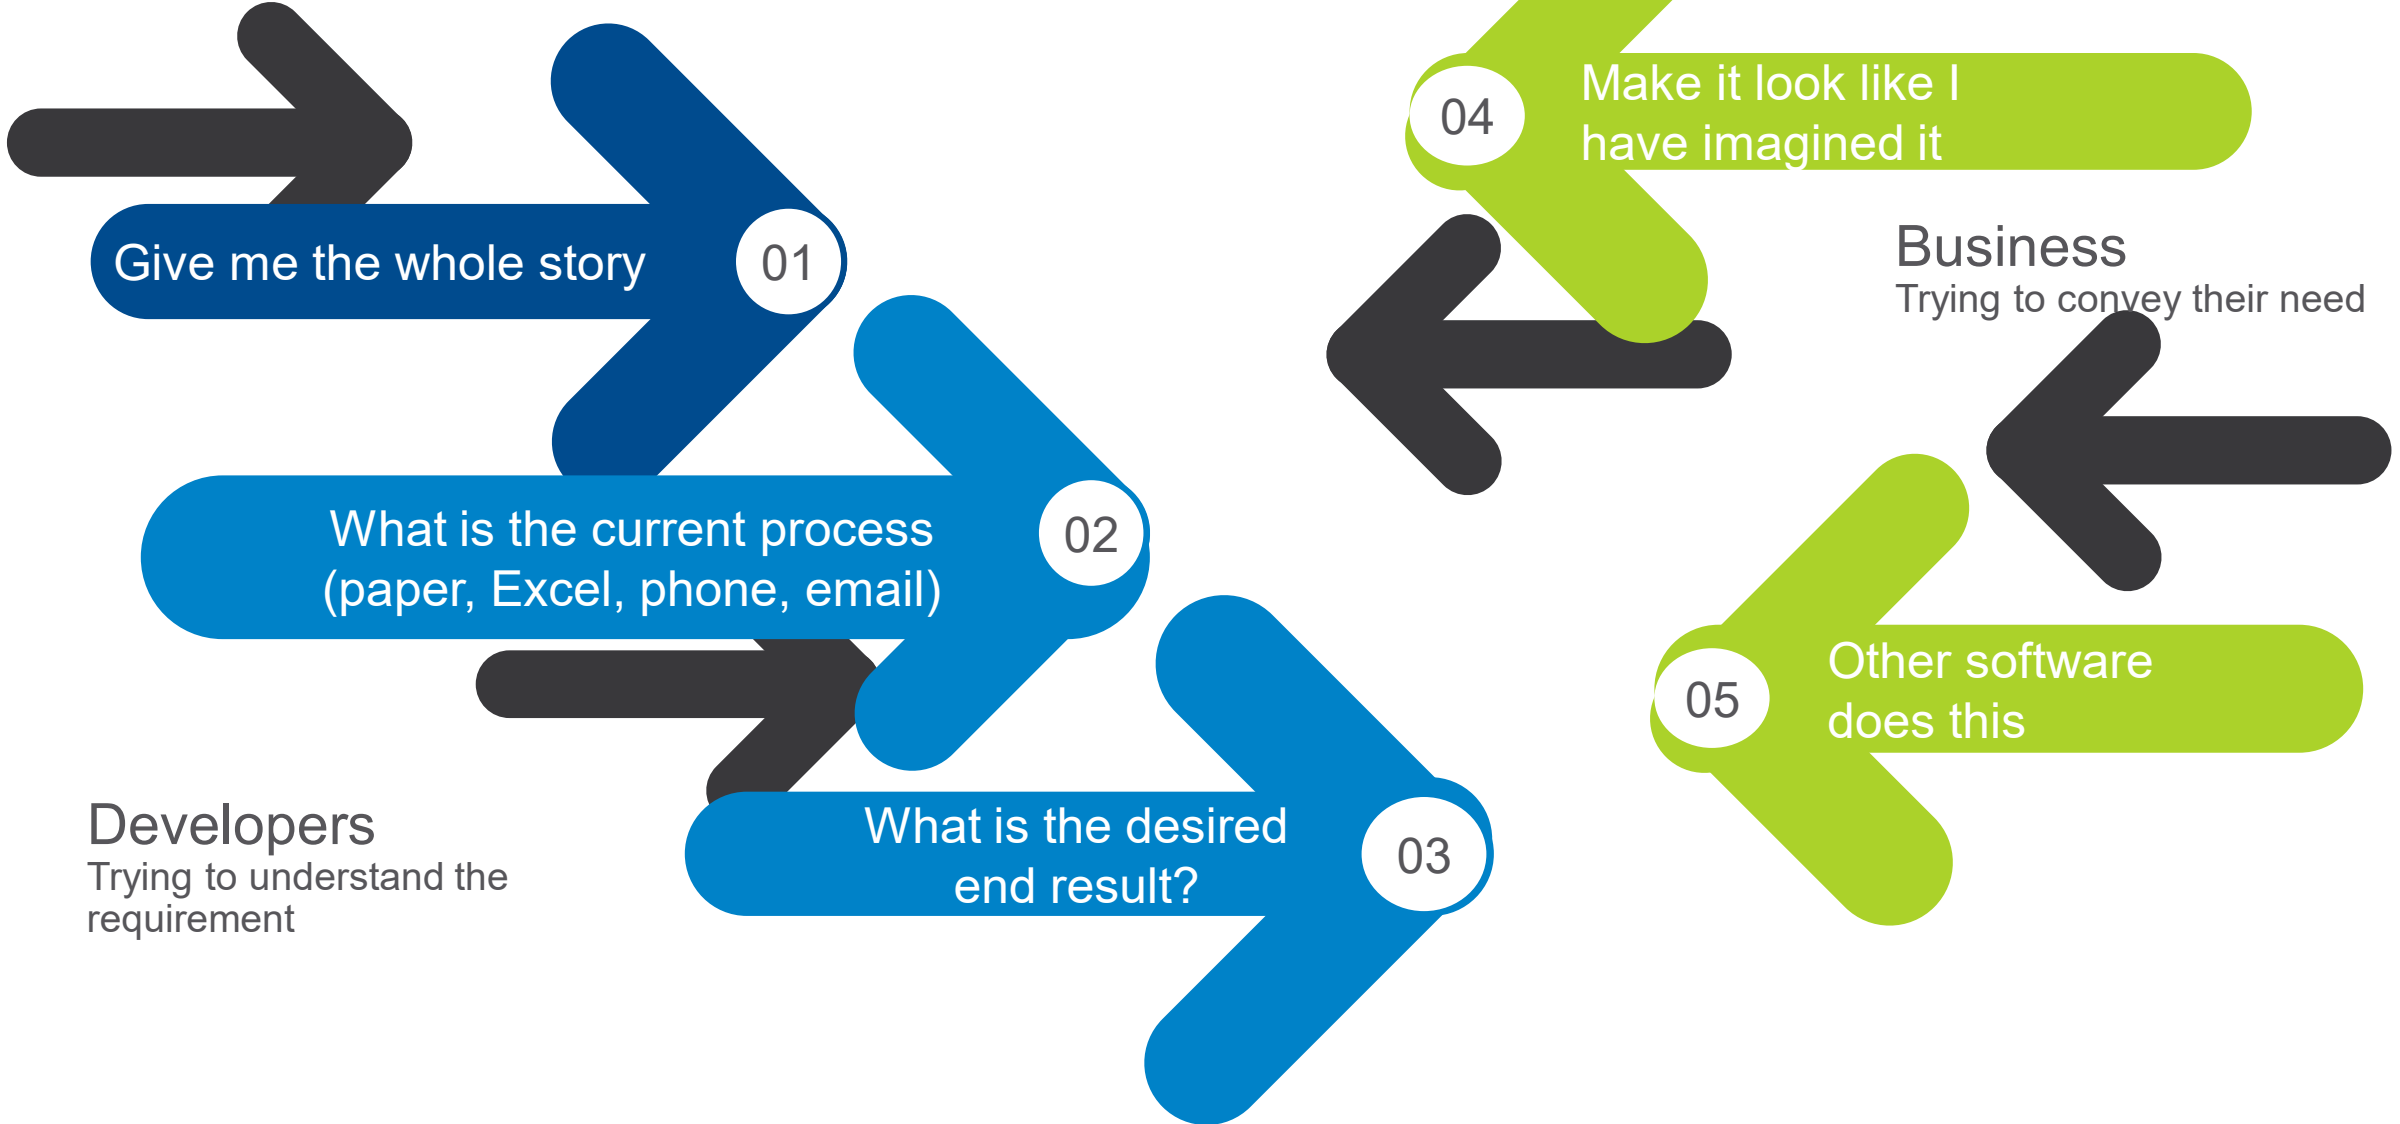 Give me the whole story
01
What is the current process
(paper, Excel, phone, email)
02
What is the desired
end result?
03
Developers
Trying to understand the
requirement
04
Make it look like I
have imagined it
Business
Trying to convey their need
05
Other software
does this